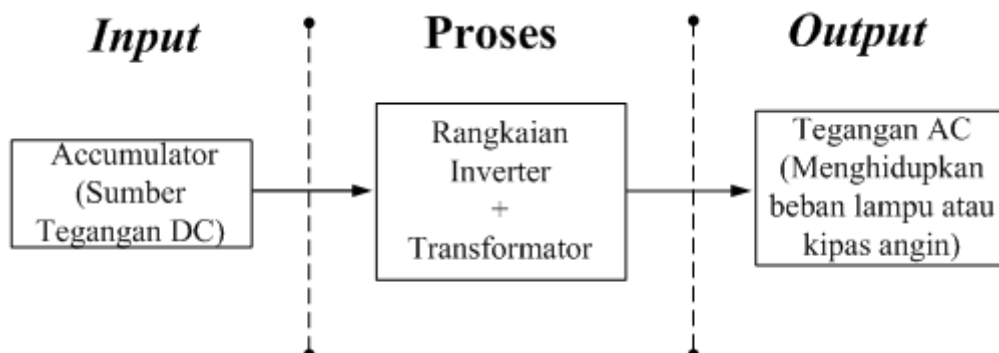 Input
Proses
Output
Accumulator
(Sumber
Tegangan DC)
Rangkaian
Inverter
+
Transformator
Tegangan AC
(Menghidupkan
beban lampu atau
kipas angin)